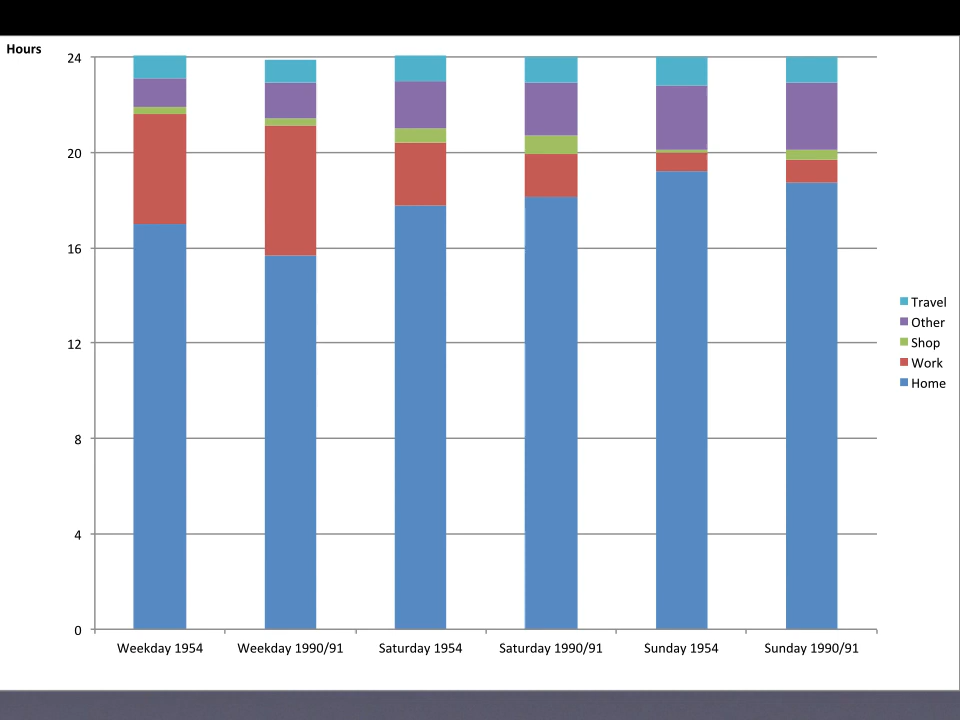 Hours
24
20
16
12
8
4
0
Weekday 1954
Weekday 1990/91
Saturday 1954
Saturday 1990/91
Sunday 1954
Sunday 1990/91
Travel
Other
Shop
Work
Home